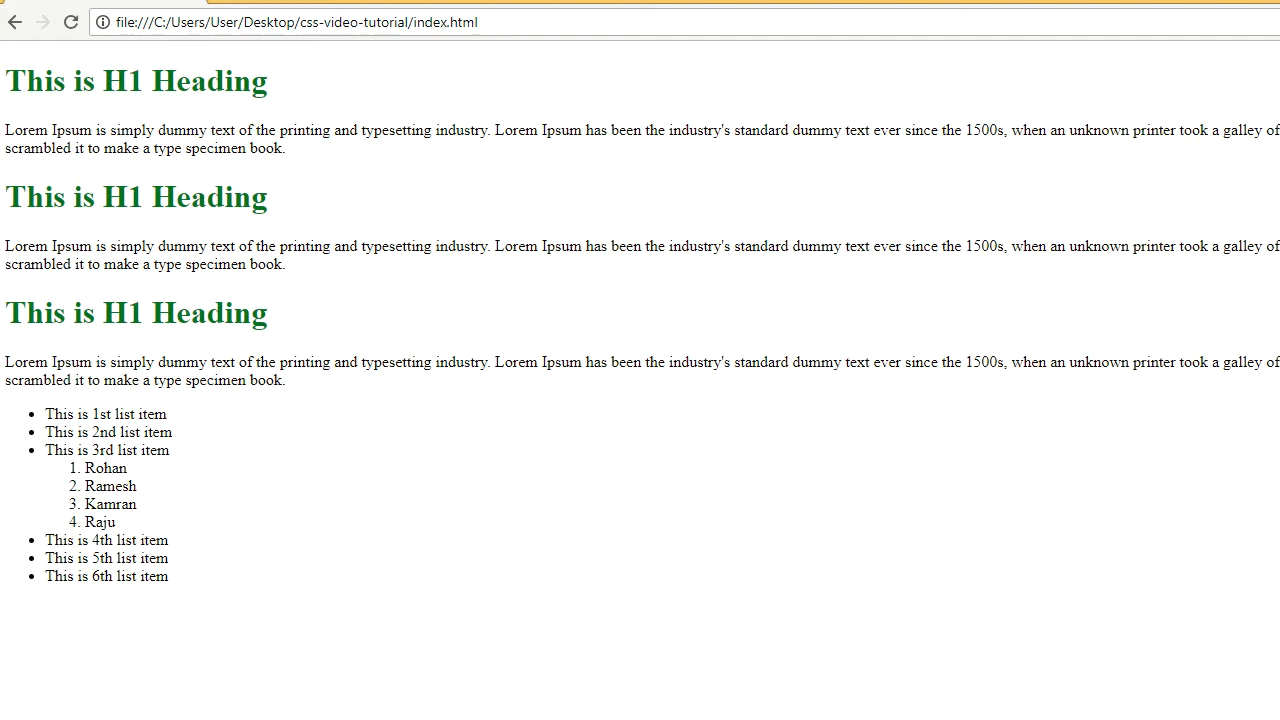 file:///C:/Users/User/Desktop/css-video-tutorial/index.html
This is H1 Heading
Lorem Ipsum is simply dummy text of the printing and typesetting industry. Lorem Ipsum has been the industry's standard dummy text ever since the 1500s, when an unknown printer took a galley of
scrambled it to make a type specimen book.
This is H1 Heading
Lorem Ipsum is simply dummy text of the printing and typesetting industry. Lorem Ipsum has been the industry's standard dummy text ever since the 1500s, when an unknown printer took a galley of
scrambled it to make a type specimen book.
This is H1 Heading
Lorem Ipsum is simply dummy text of the printing and typesetting industry. Lorem Ipsum has been the industry's standard dummy text ever since the 1500s, when an unknown printer took a galley of
scrambled it to make a type specimen book.
• This is 1st list item
• This is 2nd list item
• This is 3rd list item
1. Rohan
2. Ramesh
3. Kamran
4. Raju
• This is 4th list item
• This is 5th list item
• This is 6th list item